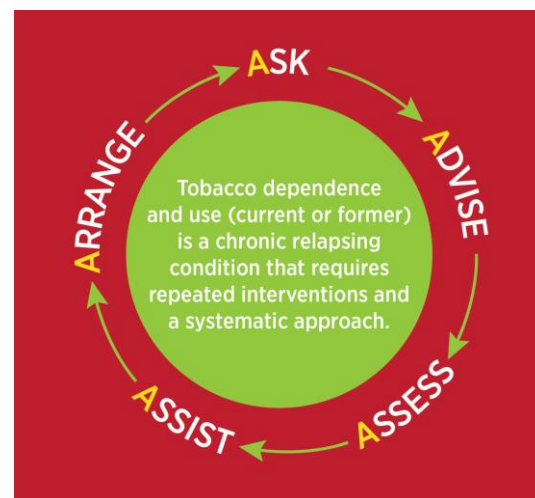 ASK
ADVISE
ASSESS
ASSIST
ARRANGE
Tobacco dependence
and use (current or former)
is a chronic relapsing
condition that requires
repeated interventions and
a systematic approach.